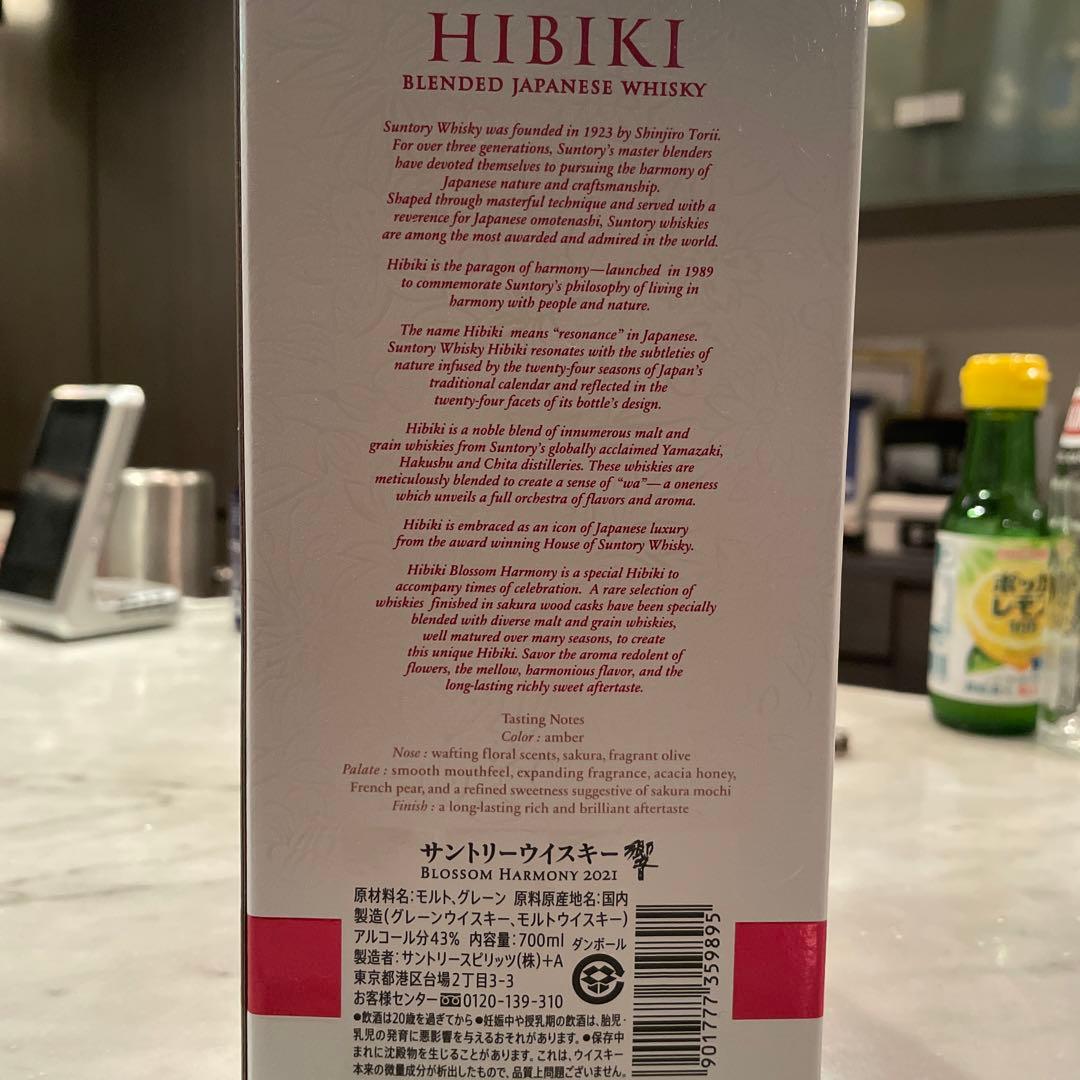 HIBIKI
BLENDED JAPANESE WHISKY
Suntory Whisky was founded in 1923 by Shinjiro Torii.
For over three generations, Suntory's master blenders
have devoted themselves to pursuing the harmony of
Japanese nature and craftsmanship.
Shaped through masterful technique and served with a
reverence for Japanese omotenashi, Suntory whiskies
are among the most awarded and admired in the world.
Hibiki is the paragon of harmony—launched in 1989
to commemorate Suntory's philosophy of living in
harmony with people and nature.
The name Hibiki means “resonance” in Japanese.
Suntory Whisky Hibiki resonates with the subtleties of
nature infused by the twenty-four seasons of Japan's
traditional calendar and reflected in the
twenty-four facets of its bottle's design.
Hibiki is a noble blend of innumerous malt and
grain whiskies from Suntory's globally acclaimed Yamazaki,
Hakushu and Chita distilleries. These whiskies are
meticulously blended to create a sense of “wa”— a oneness
which unveils a full orchestra of flavors and aroma.
Hibiki is embraced as an icon of Japanese luxury
from the award winning House of Suntory Whisky.
Hibiki Blossom Harmony is a special Hibiki to
accompany times of celebration. A rare selection of
whiskies finished in sakura wood casks have been specially
blended with diverse malt and grain whiskies,
well matured over many seasons, to create
this unique Hibiki. Savor the aroma redolent of
flowers, the mellow, harmonious flavor, and the
long-lasting richly sweet aftertaste.
Tasting Notes
Color : amber
Nose : wafting floral scents, sakura, fragrant olive
Palate : smooth mouthfeel, expanding fragrance, acacia honey,
French pear, and a refined sweetness suggestive of sakura mochi
Finish : a long-lasting rich and brilliant aftertaste
サントリーウイスキー 響
BLOSSOM HARMONY 2021
原材料名:モルト、グレーン 原料原産地名:国内
製造(グレーンウイスキー、モルトウイスキー)
アルコール分43% 内容量:700ml ダンボール
製造者:サントリースピリッツ(株)+A
東京都港区台場2丁目3-3
お客様センター 0120-139-310
●飲酒は20歳を過ぎてから ●妊娠中や授乳期の飲酒は、胎児・
乳児の発育に悪影響を与えるおそれがあります。●保存中
まれに沈殿物を生じることがあります。これは、ウイスキー
本来の微量成分が析出したもので、品質上問題ございません。
901777 359895
ポッカ
レモン